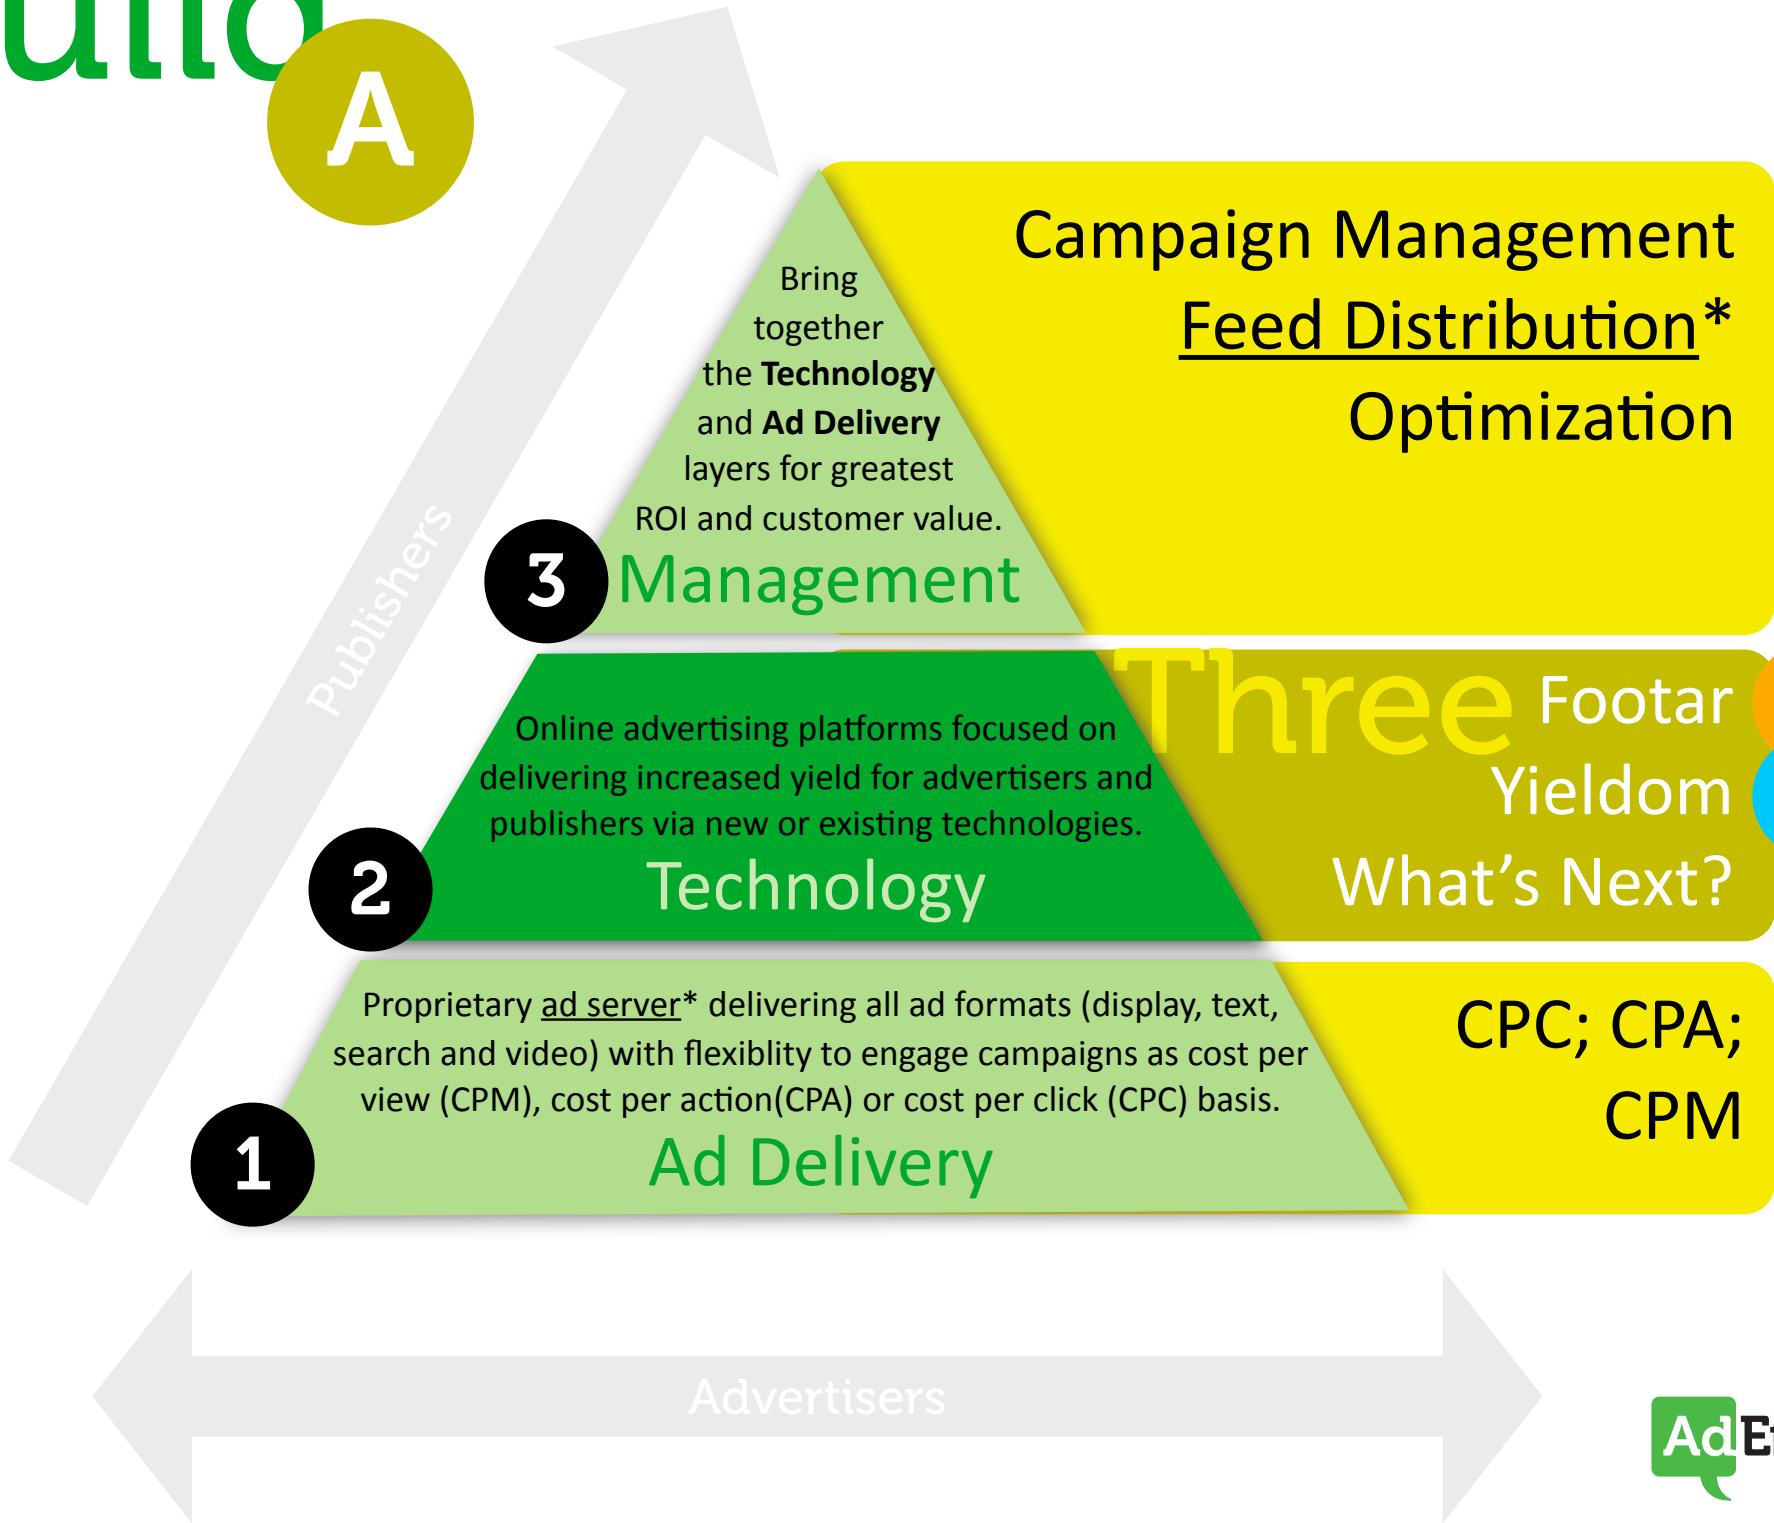 A
Campaign Management
Feed Distribution*
Optimization
Bring
together
the Technology
and Ad Delivery
layers for greatest
ROI and customer value.
3
Management
Publishers
Three
Footar
Yieldom
What's Next?
Online advertising platforms focused on
delivering increased yield for advertisers and
publishers via new or existing technologies.
2
Technology
Proprietary ad server* delivering all ad formats (display, text,
search and video) with flexiblity to engage campaigns as cost per
view (CPM), cost per action(CPA) or cost per click (CPC) basis.
1
Ad Delivery
CPC; CPA;
CPM
Advertisers
Ad